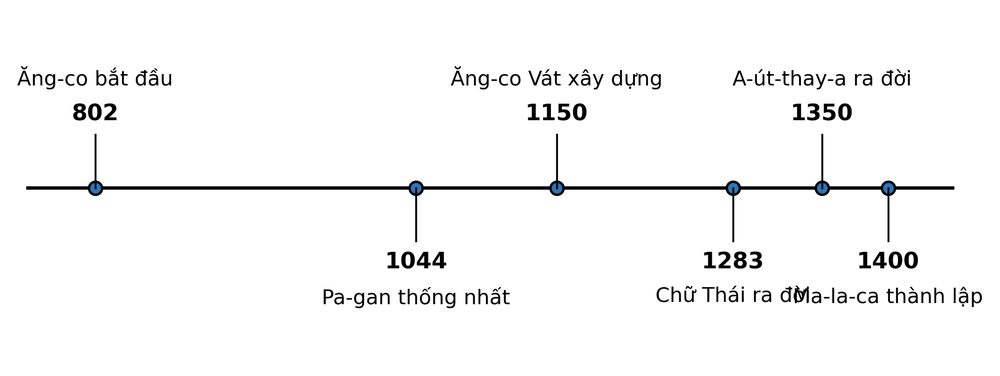 Ăng-co bắt đầu
802
Ăng-co Vát xây dựng
1150
A-út-thay-a ra đời
1350
1044
Pa-gan thống nhất
1283
Chữ Thái ra đời
1400
Ma-la-ca thành lập